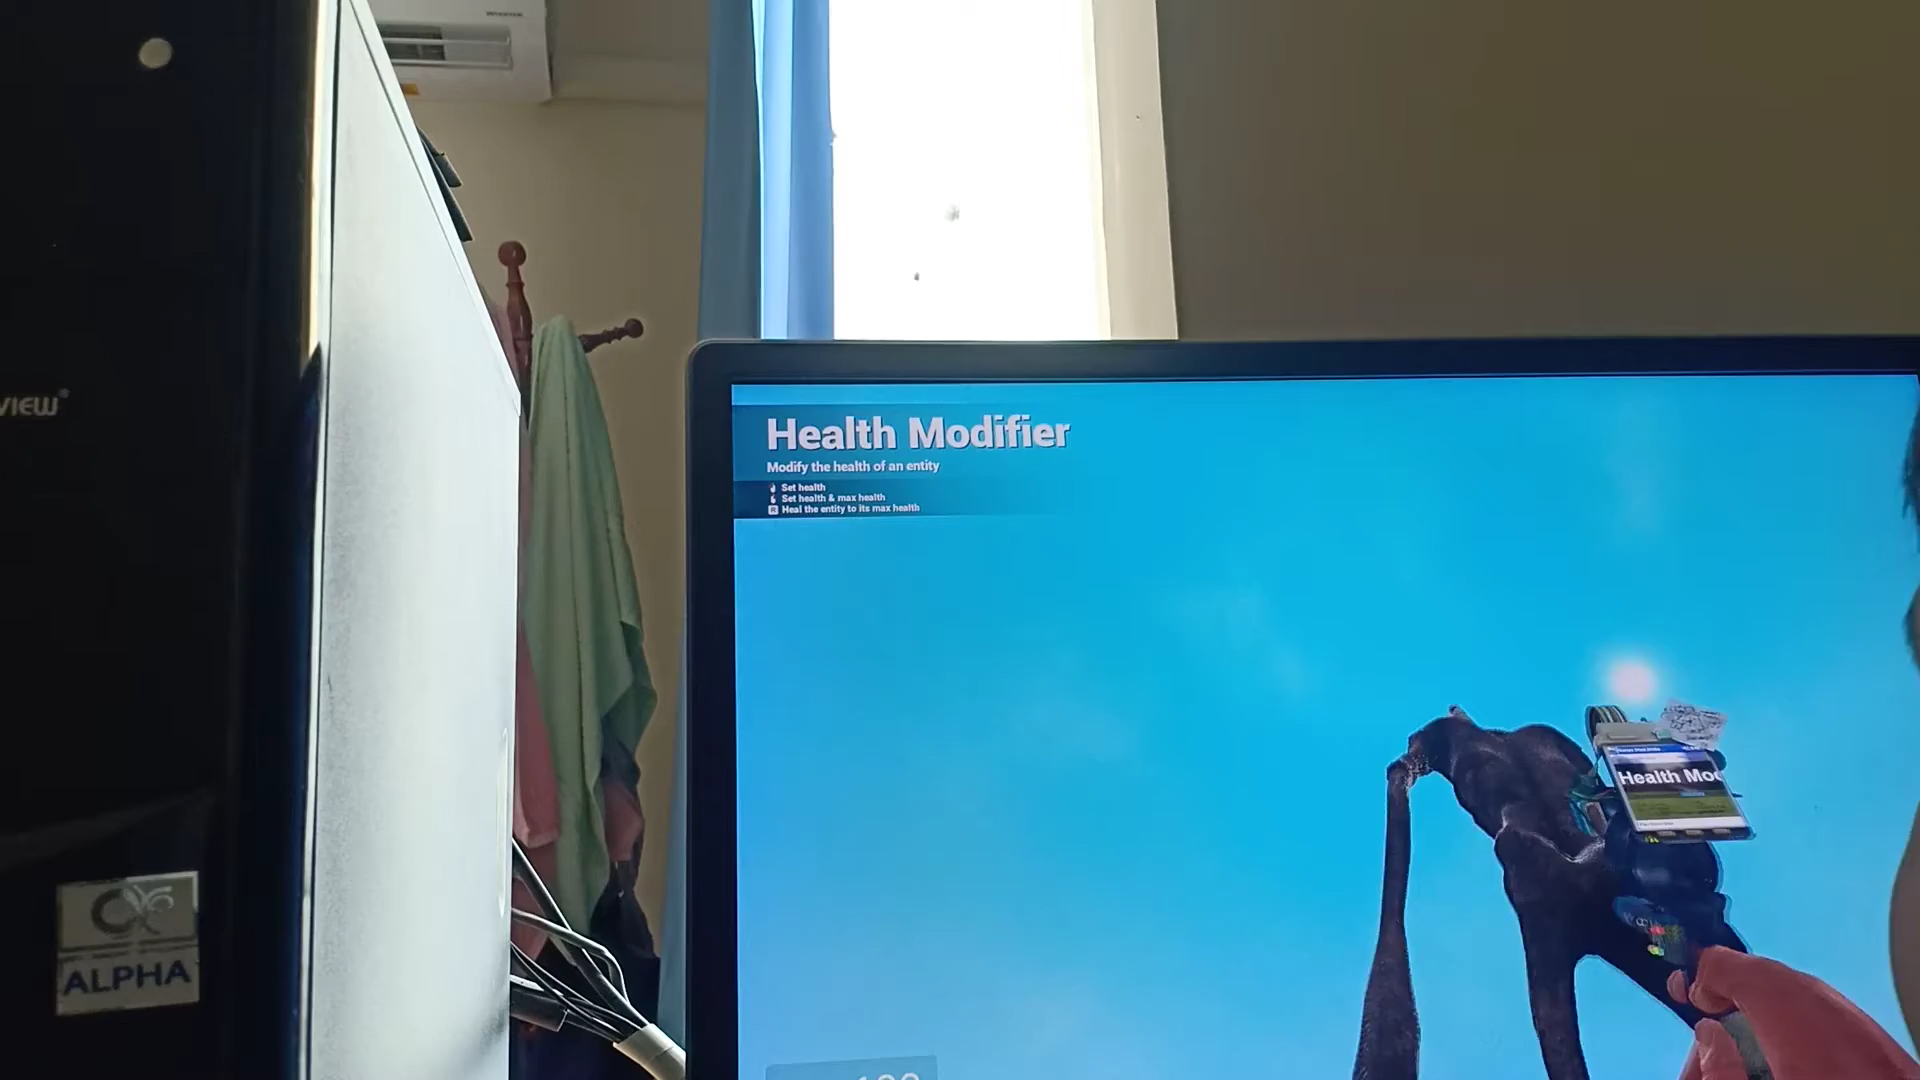 VIEW
Health Modifier
Modify the health of an entity
Set health
Set health & max health
R Heal the entity to its max health
Health Mod
ALPHA